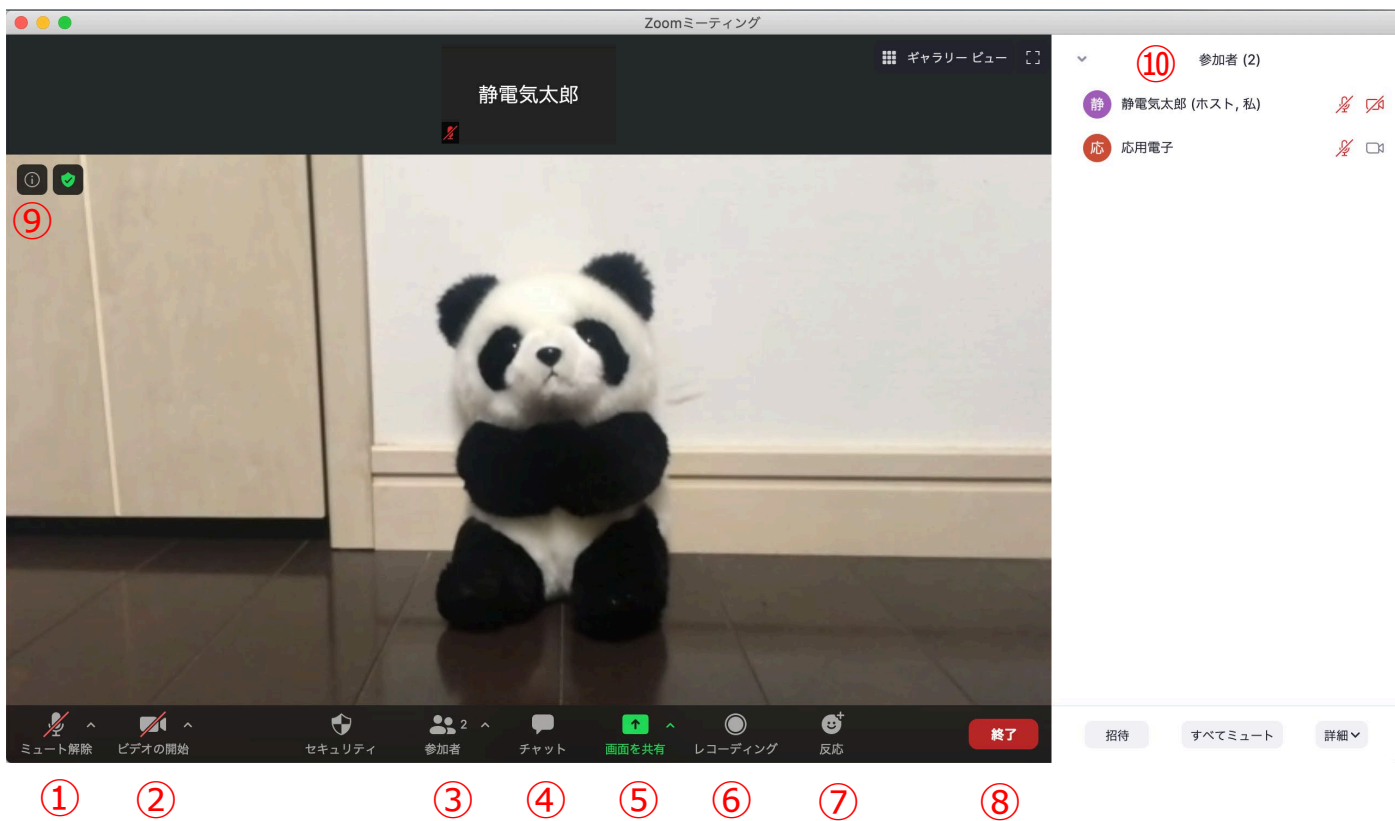 Zoomミーティング
静電気太郎
ギャラリー ビュー
⑨
⑩ 参加者 (2)
静 静電気太郎 (ホスト, 私)
応 応用電子
ミュート解除 ビデオの開始 セキュリティ 参加者 2 チャット 画面を共有 レコーディング 反応 終了
招待 すべてミュート 詳細
① ② ③ ④ ⑤ ⑥ ⑦ ⑧